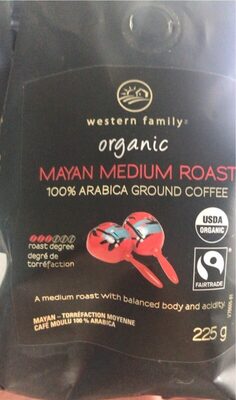 western family
organic
MAYAN MEDIUM ROAST
100% ARABICA GROUND COFFEE
USDA
ORGANIC
roast degree
degré de
torréfaction
FAIRTRADE
A medium roast with balanced body and acidity.
MAYAN – TORRÉFACTION MOYENNE
CAFÉ MOULU 100 % ARABICA
225 g